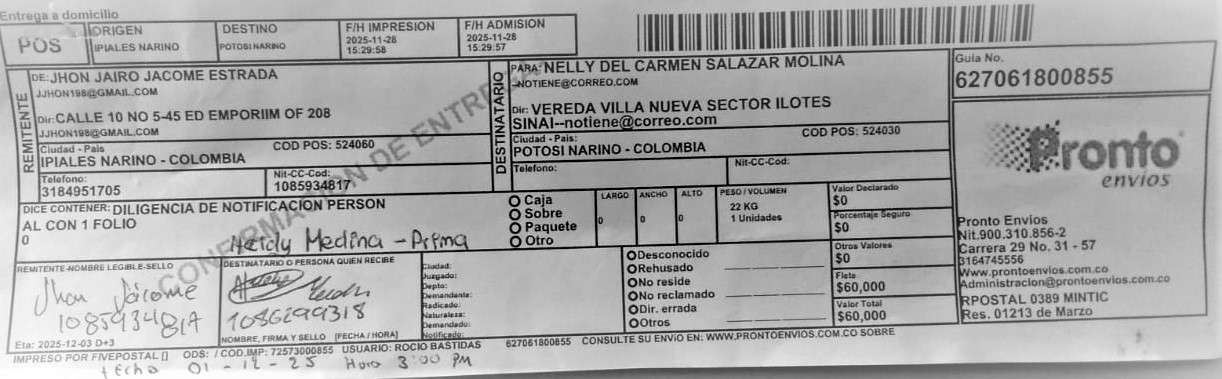 Entrega a domicilio
POS
ORIGEN
IPIALES NARINO
DESTINO
POTOSI NARINO
F/H IMPRESION
2025-11-28
15:29:58
F/H ADMISION
2025-11-28
15:29:57
Guia No.
627061800855
REMITENTE
DE: JHON JAIRO JACOME ESTRADA
JJHON198@GMAIL.COM
Dir: CALLE 10 NO 5-45 ED EMPORIIM OF 208
JJHON198@GMAIL.COM
Ciudad - Pais
COD POS: 524060
IPIALES NARINO - COLOMBIA
Telefono:
3184951705
Nit-CC-Cod:
1085934817
DESTINATARIO
PARA: NELLY DEL CARMEN SALAZAR MOLINA
-NOTIENE@CORREO.COM
Dir: VEREDA VILLA NUEVA SECTOR ILOTES
SINAI--notiene@correo.com
Ciudad - Pais:
COD POS: 524030
POTOSI NARINO - COLOMBIA
Telefono:
Nit-CC-Cod:
CONFIRMACION DE ENTREGA
Pronto
envios
DICE CONTENER: DILIGENCIA DE NOTIFICACION PERSON
AL CON 1 FOLIO
0
Heidy Medina - Prima
Caja
Sobre
Paquete
Otro
LARGO
0
ANCHO
0
ALTO
0
PESO / VOLUMEN
22 KG
1 Unidades
Valor Declarado
$0
Porcentaje Seguro
$0
Otros Valores
$0
Flete
$60,000
Valor Total
$60,000
Pronto Envios
Nit.900.310.856-2
Carrera 29 No. 31 - 57
3164745556
Www.prontoenvios.com.co
Administracion@prontoenvios.com.co
RPOSTAL 0389 MINTIC
Res. 01213 de Marzo
REMITENTE-NOMBRE LEGIBLE-SELLO
Jhon Jácome
1085934817
Eta: 2025-12-03 D+3
DESTINATARIO O PERSONA QUIEN RECIBE
1086299318
NOMBRE, FIRMA Y SELLO [FECHA / HORA]
Ciudad:
Juzgado:
Depto:
Demandante:
Radicado:
Naturaleza:
Demandado:
Notificado:
Desconocido
Rehusado
No reside
No reclamado
Dir. errada
Otros
IMPRESO POR FIVEPOSTAL [] ODS: / COD.IMP: 72573000855 USUARIO: ROCIO BASTIDAS 627061800855 CONSULTE SU ENVIO EN: WWW.PRONTOENVIOS.COM.CO SOBRE
Fecha 01 - 12 - 25 Hora 3:00 PM